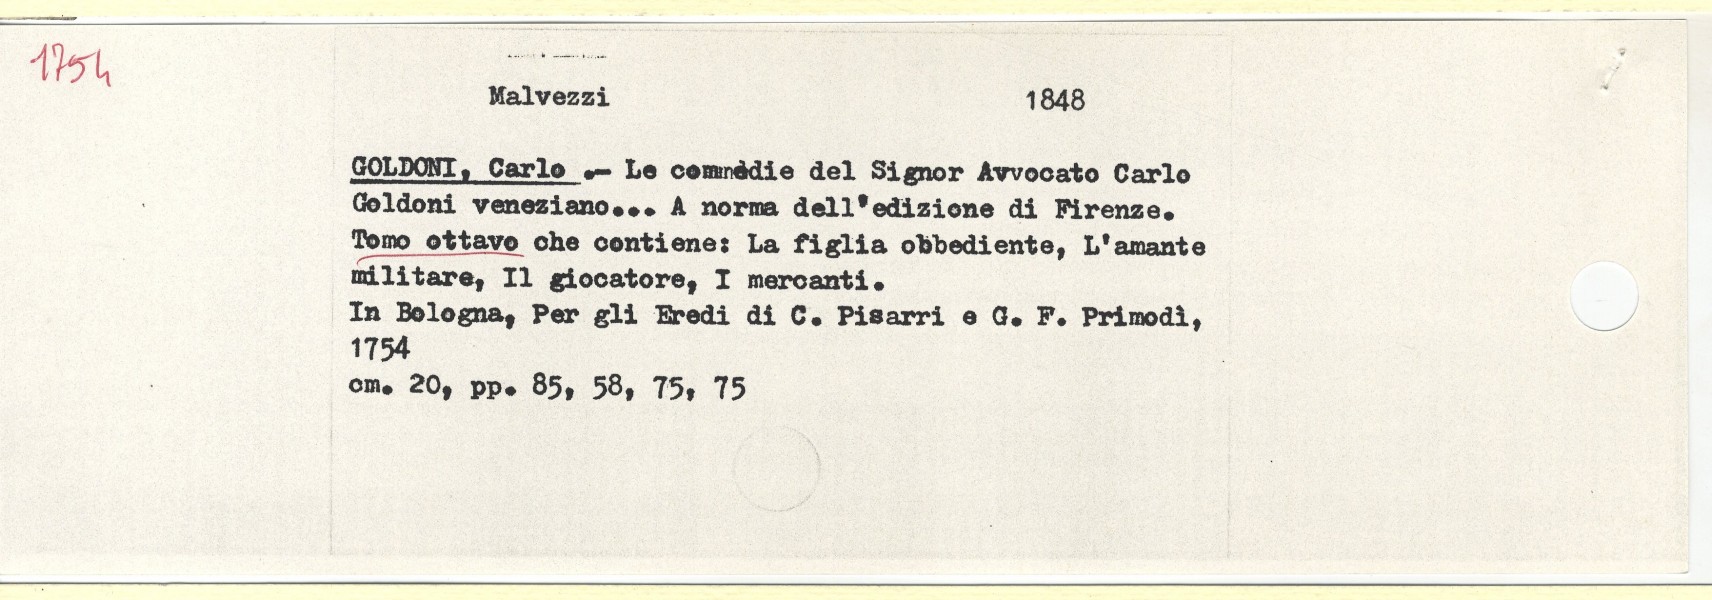 1754
Malvezzi 1848
GOLDONI, Carlo .- Le commedie del Signor Avvocato Carlo
Goldoni veneziano... A norma dell'edizione di Firenze.
Tomo ottavo che contiene: La figlia obbediente, L'amante
militare, Il giocatore, I mercanti.
In Bologna, Per gli Eredi di C. Pisarri e G. F. Primodì,
1754
cm. 20, pp. 85, 58, 75, 75